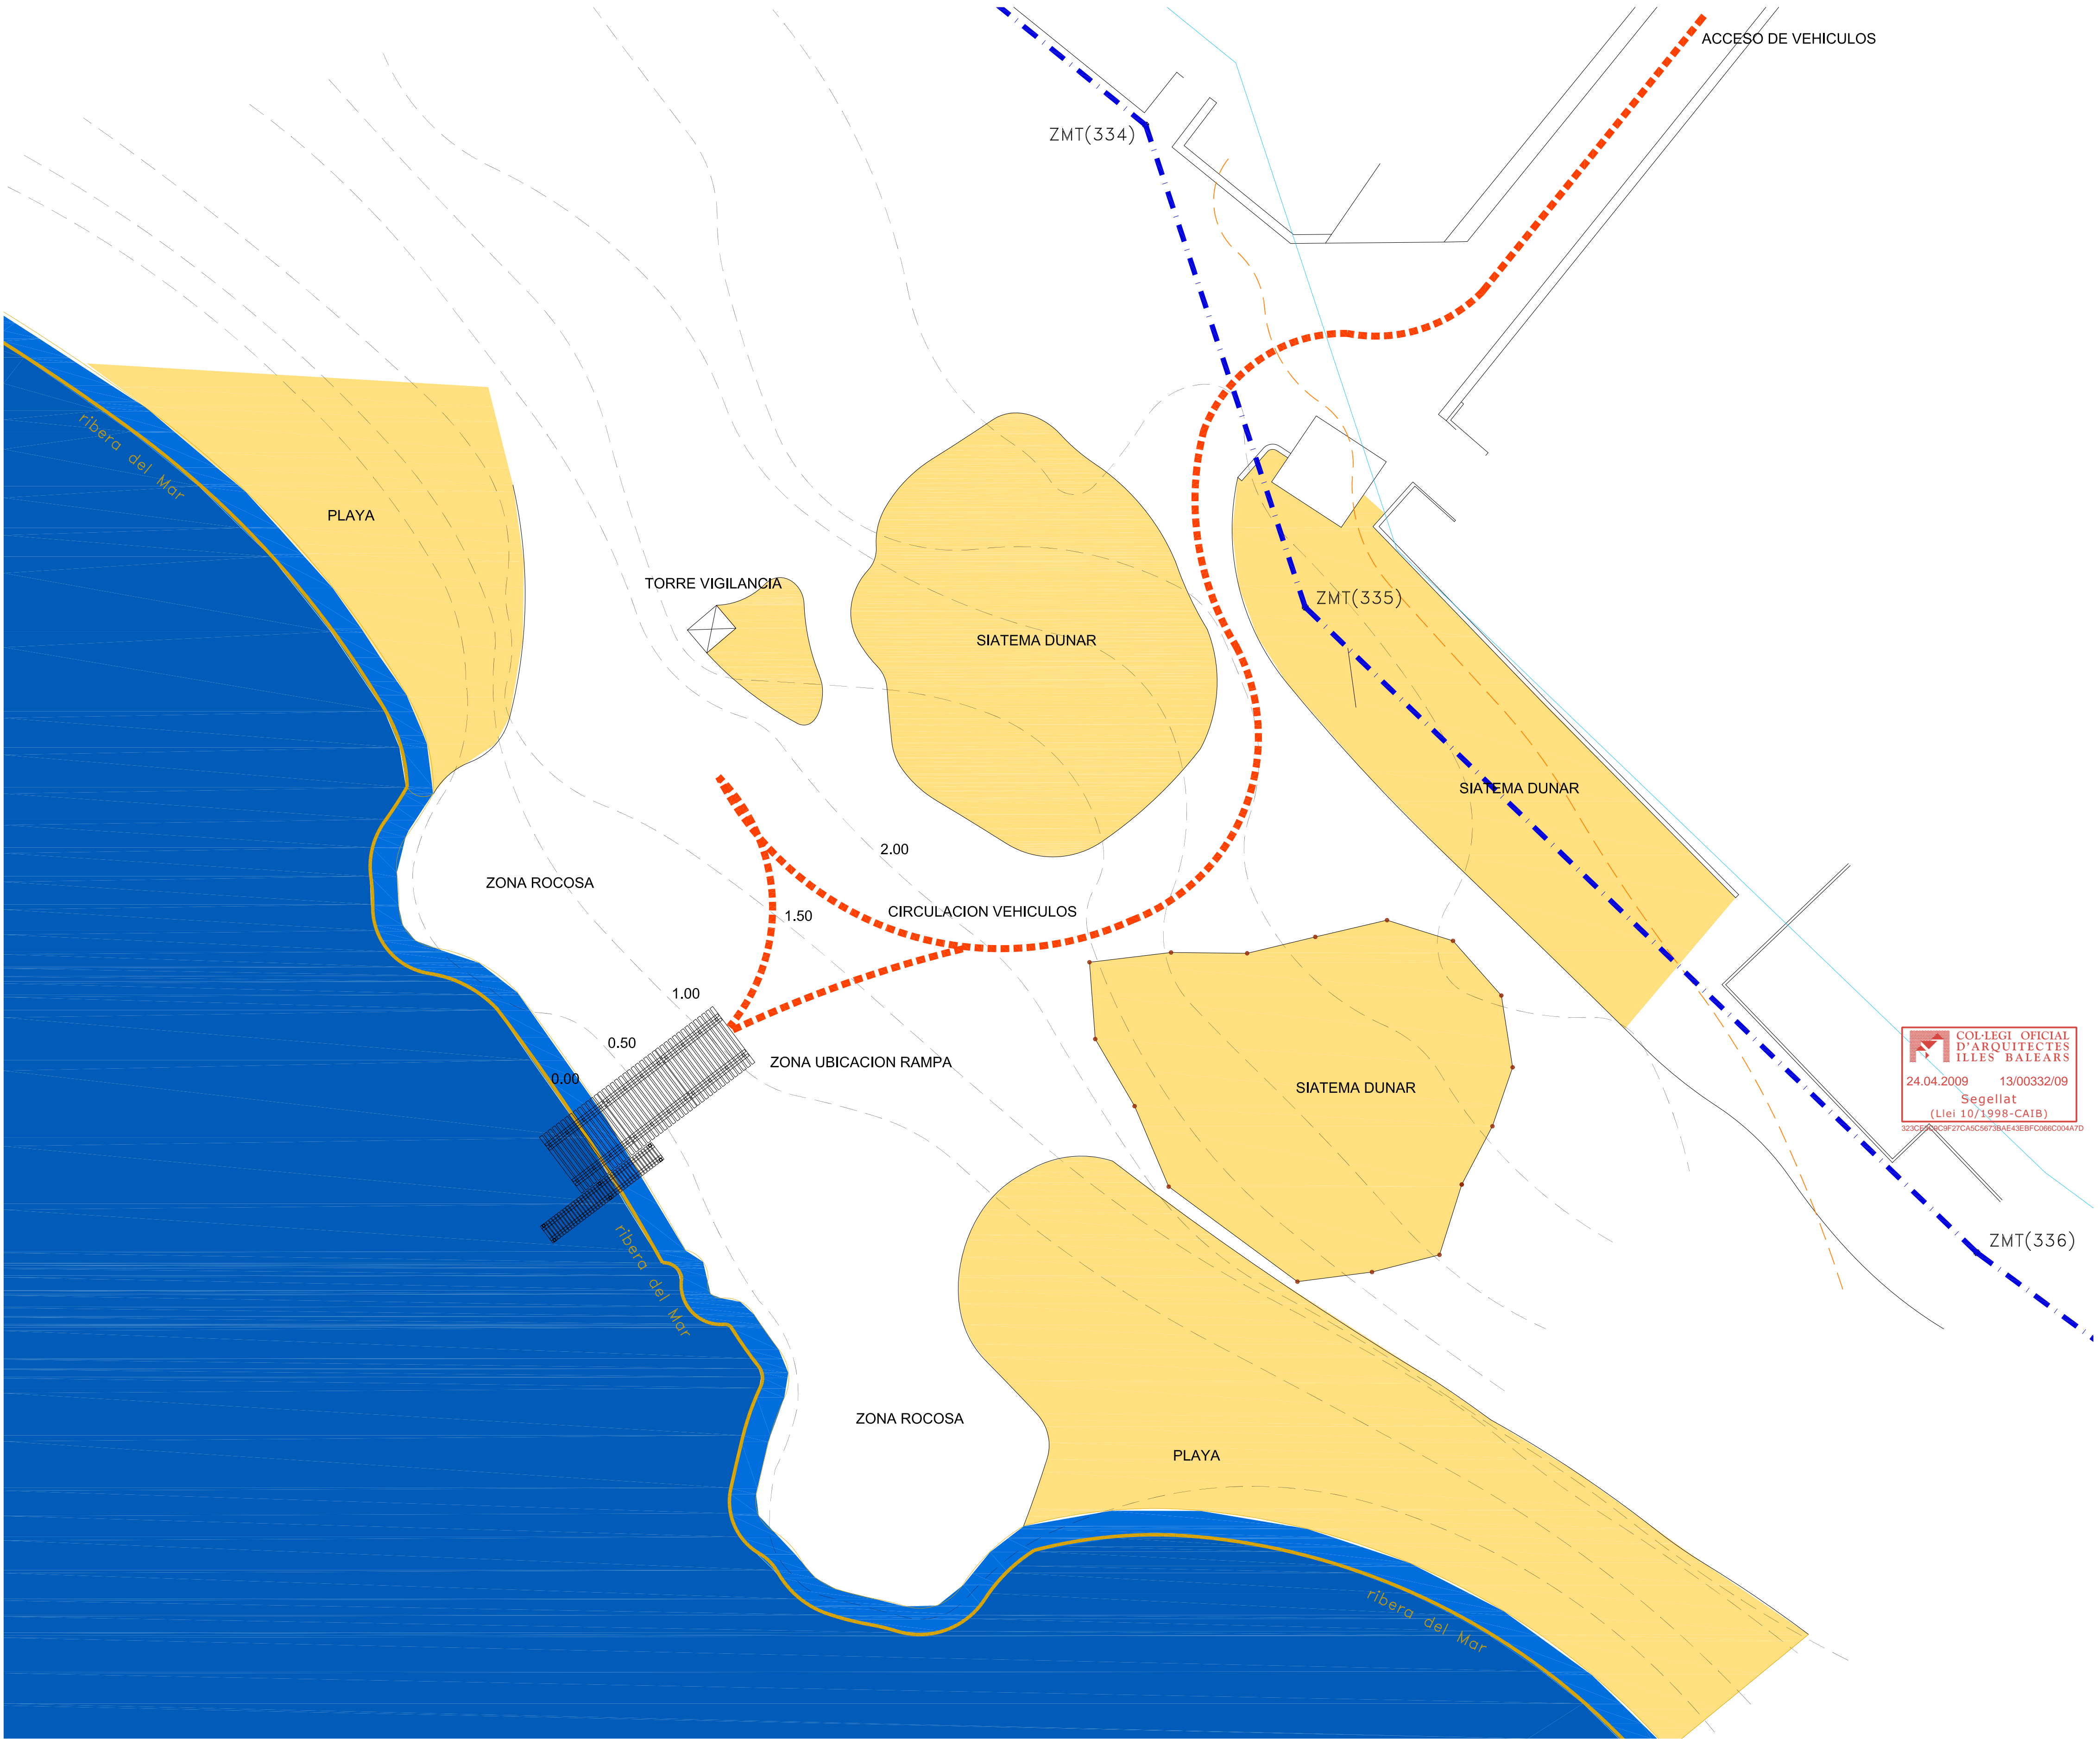 ACCESO DE VEHICULOS
ZMT(334)
ribera del Mar
PLAYA
TORRE VIGILANCIA
ZMT(335)
SIATEMA DUNAR
SIATEMA DUNAR
2.00
ZONA ROCOSA
CIRCULACION VEHICULOS
1.50
1.00
0.50
ZONA UBICACION RAMPA
0.00
SIATEMA DUNAR
COL·LEGI OFICIAL
D'ARQUITECTES
ILLES BALEARS
24.04.2009 13/00332/09
Segellat
(Llei 10/1998-CAIB)
ZMT(336)
ribera del Mar
ZONA ROCOSA
PLAYA
ribera del Mar